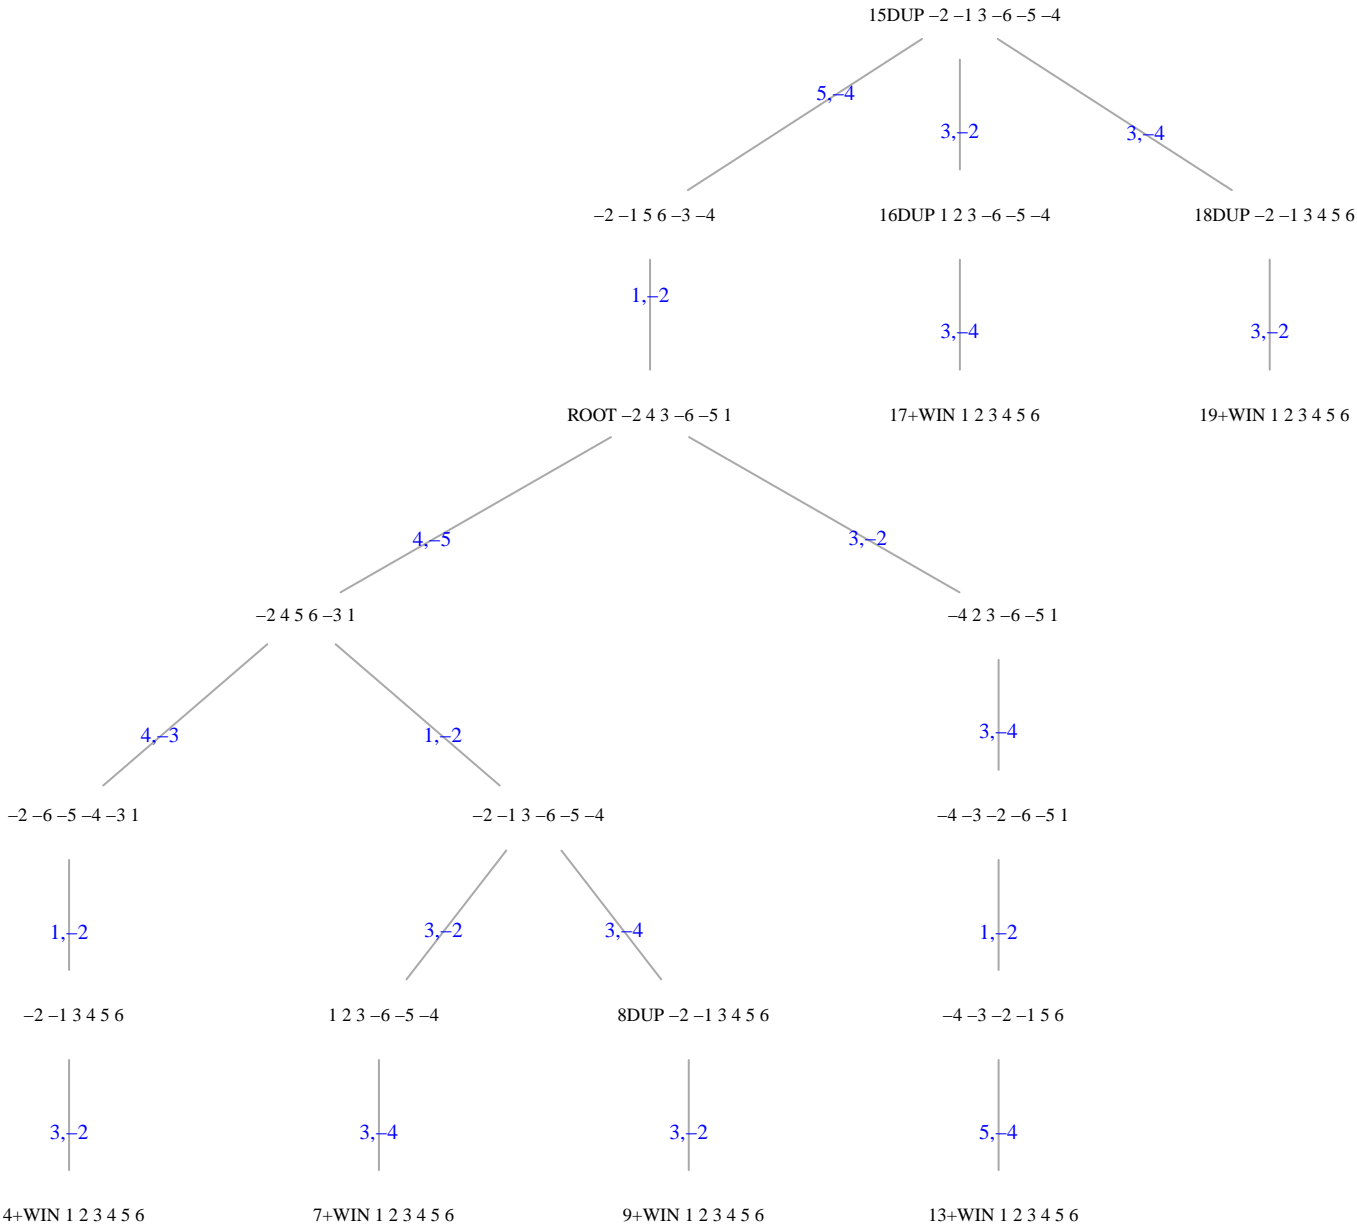 15DUP –2 –1 3 –6 –5 –4
5,–4
3,–2
3,–4
–2 –1 5 6 –3 –4
16DUP 1 2 3 –6 –5 –4
18DUP –2 –1 3 4 5 6
1,–2
3,–4
3,–2
ROOT –2 4 3 –6 –5 1
17+WIN 1 2 3 4 5 6
19+WIN 1 2 3 4 5 6
4,–5
3,–2
–2 4 5 6 –3 1
–4 2 3 –6 –5 1
4,–3
1,–2
3,–4
–2 –6 –5 –4 –3 1
–2 –1 3 –6 –5 –4
–4 –3 –2 –6 –5 1
1,–2
3,–2
3,–4
1,–2
–2 –1 3 4 5 6
1 2 3 –6 –5 –4
8DUP –2 –1 3 4 5 6
–4 –3 –2 –1 5 6
3,–2
3,–4
3,–2
5,–4
4+WIN 1 2 3 4 5 6
7+WIN 1 2 3 4 5 6
9+WIN 1 2 3 4 5 6
13+WIN 1 2 3 4 5 6